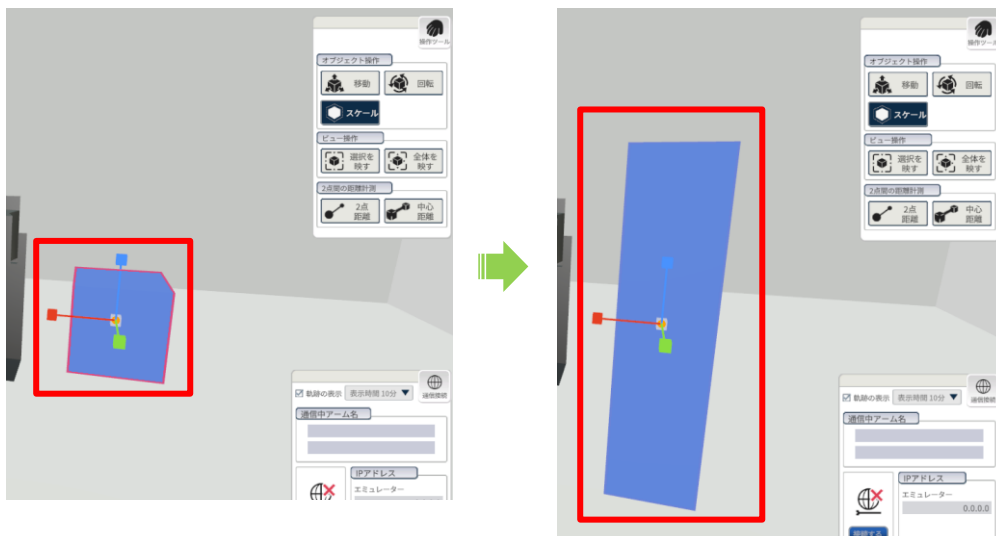 操作ツール
オブジェクト操作
移動
回転
スケール
ビュー操作
選択を
映す
全体を
映す
2点間の距離計測
2点
距離
中心
距離
軌跡の表示
表示時間 10分
通信接続
通信中アーム名
IPアドレス
エミュレーター
操作ツール
オブジェクト操作
移動
回転
スケール
ビュー操作
選択を
映す
全体を
映す
2点間の距離計測
2点
距離
中心
距離
軌跡の表示
表示時間 10分
通信接続
通信中アーム名
IPアドレス
エミュレーター
0.0.0.0
接続する